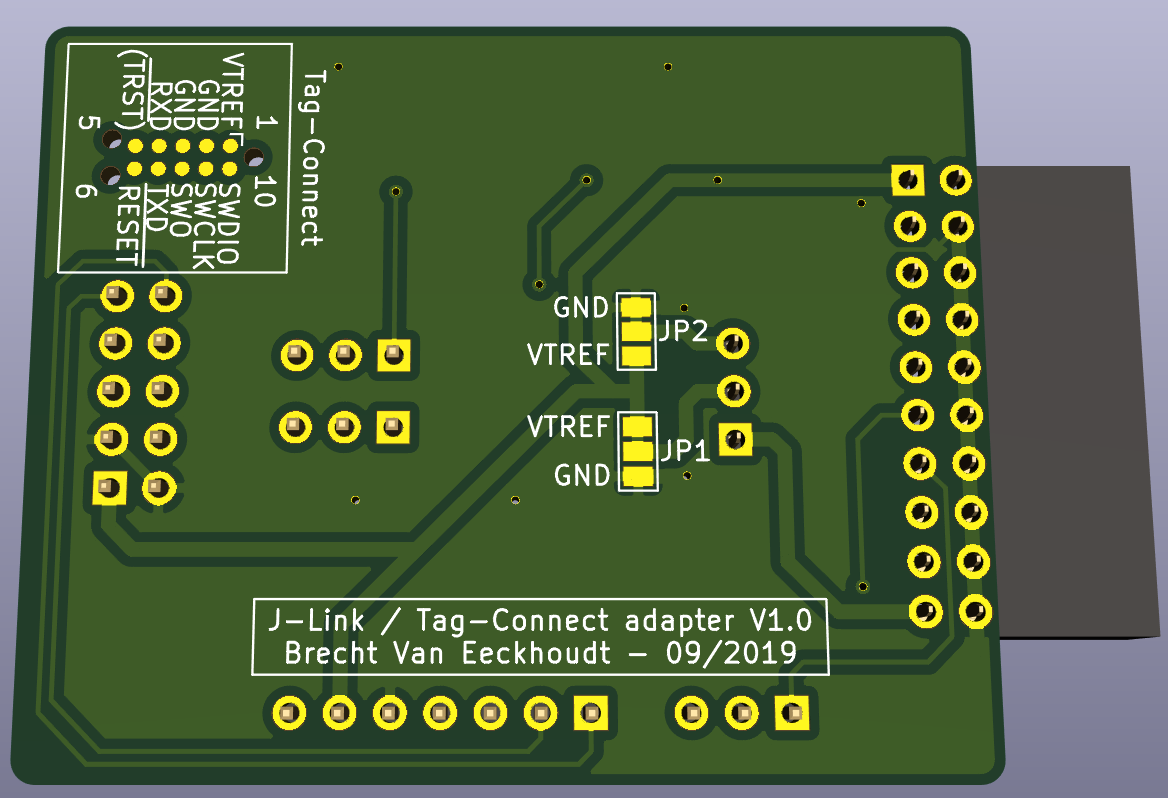 (TRST)
RXD
GND
GND
VTREF
5
1
6
10
RESET
TXD
SWO
SWCLK
SWDIO
Tag-Connect
GND
JP2
VTREF
VTREF
JP1
GND
J-Link / Tag-Connect adapter V1.0
Brecht Van Eeckhoudt - 09/2019